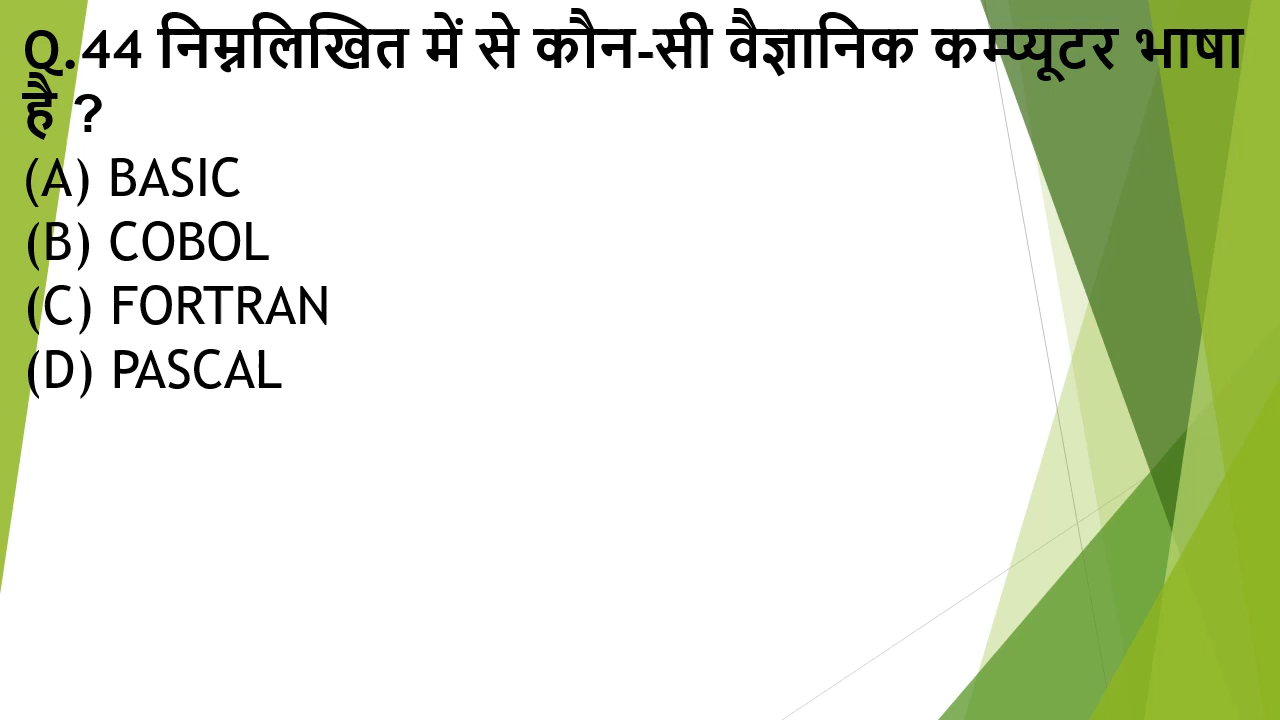 Q.44 निम्नलिखित में से कौन-सी वैज्ञानिक कम्प्यूटर भाषा
है ?
(A) BASIC
(B) COBOL
(C) FORTRAN
(D) PASCAL